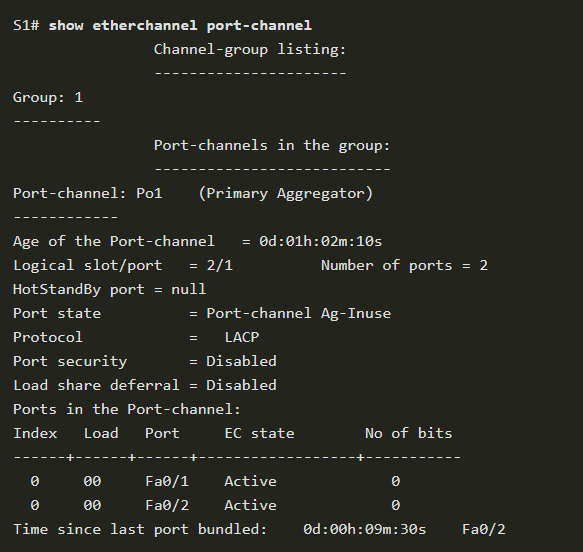 S1# show etherchannel port-channel
                Channel-group listing:
                ----------------------
Group: 1
----------
                Port-channels in the group:
                ---------------------------
Port-channel: Po1    (Primary Aggregator)
------------
Age of the Port-channel   = 0d:01h:02m:10s
Logical slot/port   = 2/1          Number of ports = 2
HotStandBy port = null
Port state          = Port-channel Ag-Inuse
Protocol            =   LACP
Port security       = Disabled
Load share deferral = Disabled
Ports in the Port-channel:
Index   Load   Port     EC state        No of bits
------+------+------+------------------+-----------
  0     00     Fa0/1    Active             0
  0     00     Fa0/2    Active             0
Time since last port bundled:    0d:00h:09m:30s    Fa0/2